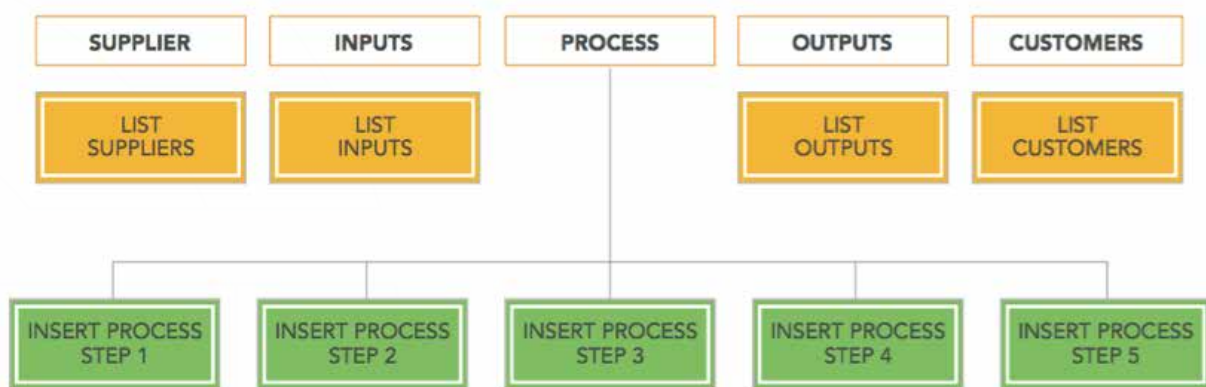 SUPPLIER
INPUTS
PROCESS
OUTPUTS
CUSTOMERS
LIST
SUPPLIERS
LIST
INPUTS
LIST
OUTPUTS
LIST
CUSTOMERS
INSERT PROCESS
STEP 1
INSERT PROCESS
STEP 2
INSERT PROCESS
STEP 3
INSERT PROCESS
STEP 4
INSERT PROCESS
STEP 5